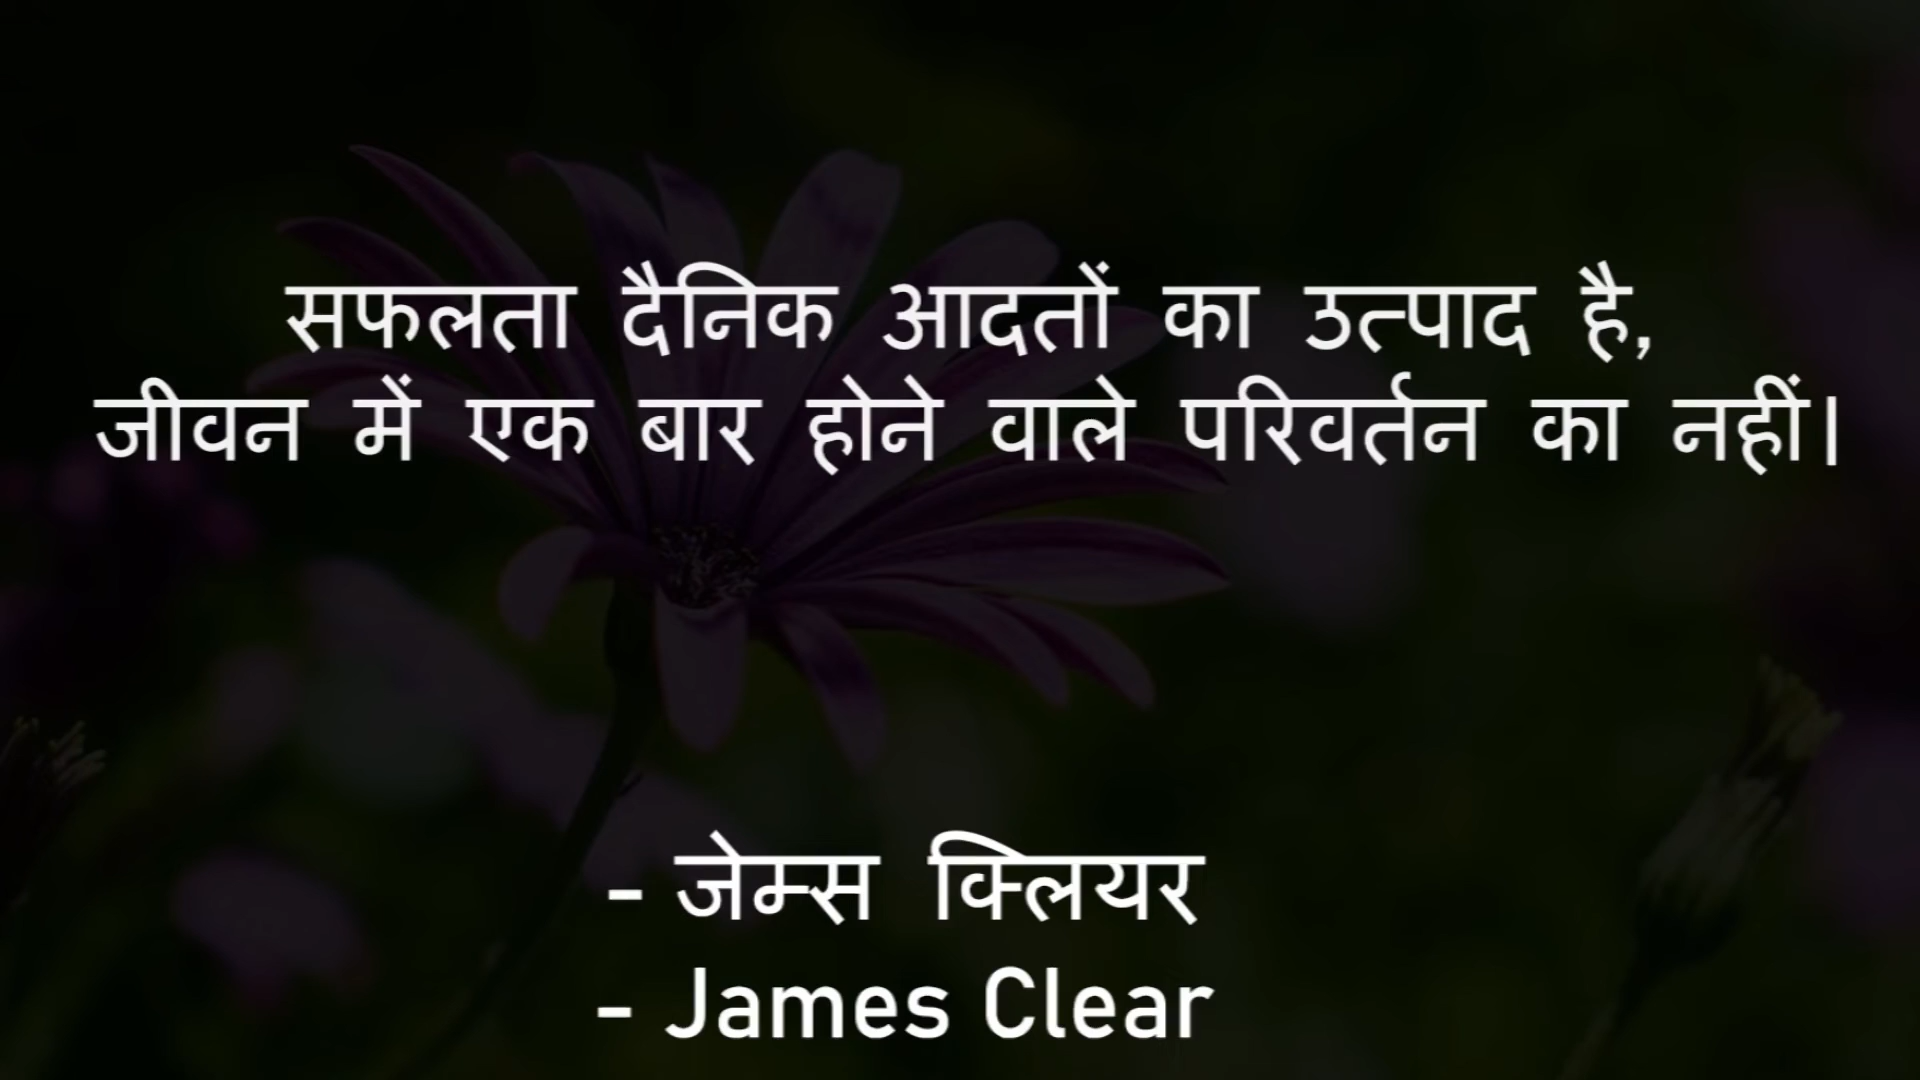 सफलता दैनिक आदतों का उत्पाद है,
जीवन में एक बार होने वाले परिवर्तन का नहीं।
- जेम्स क्लियर
- James Clear